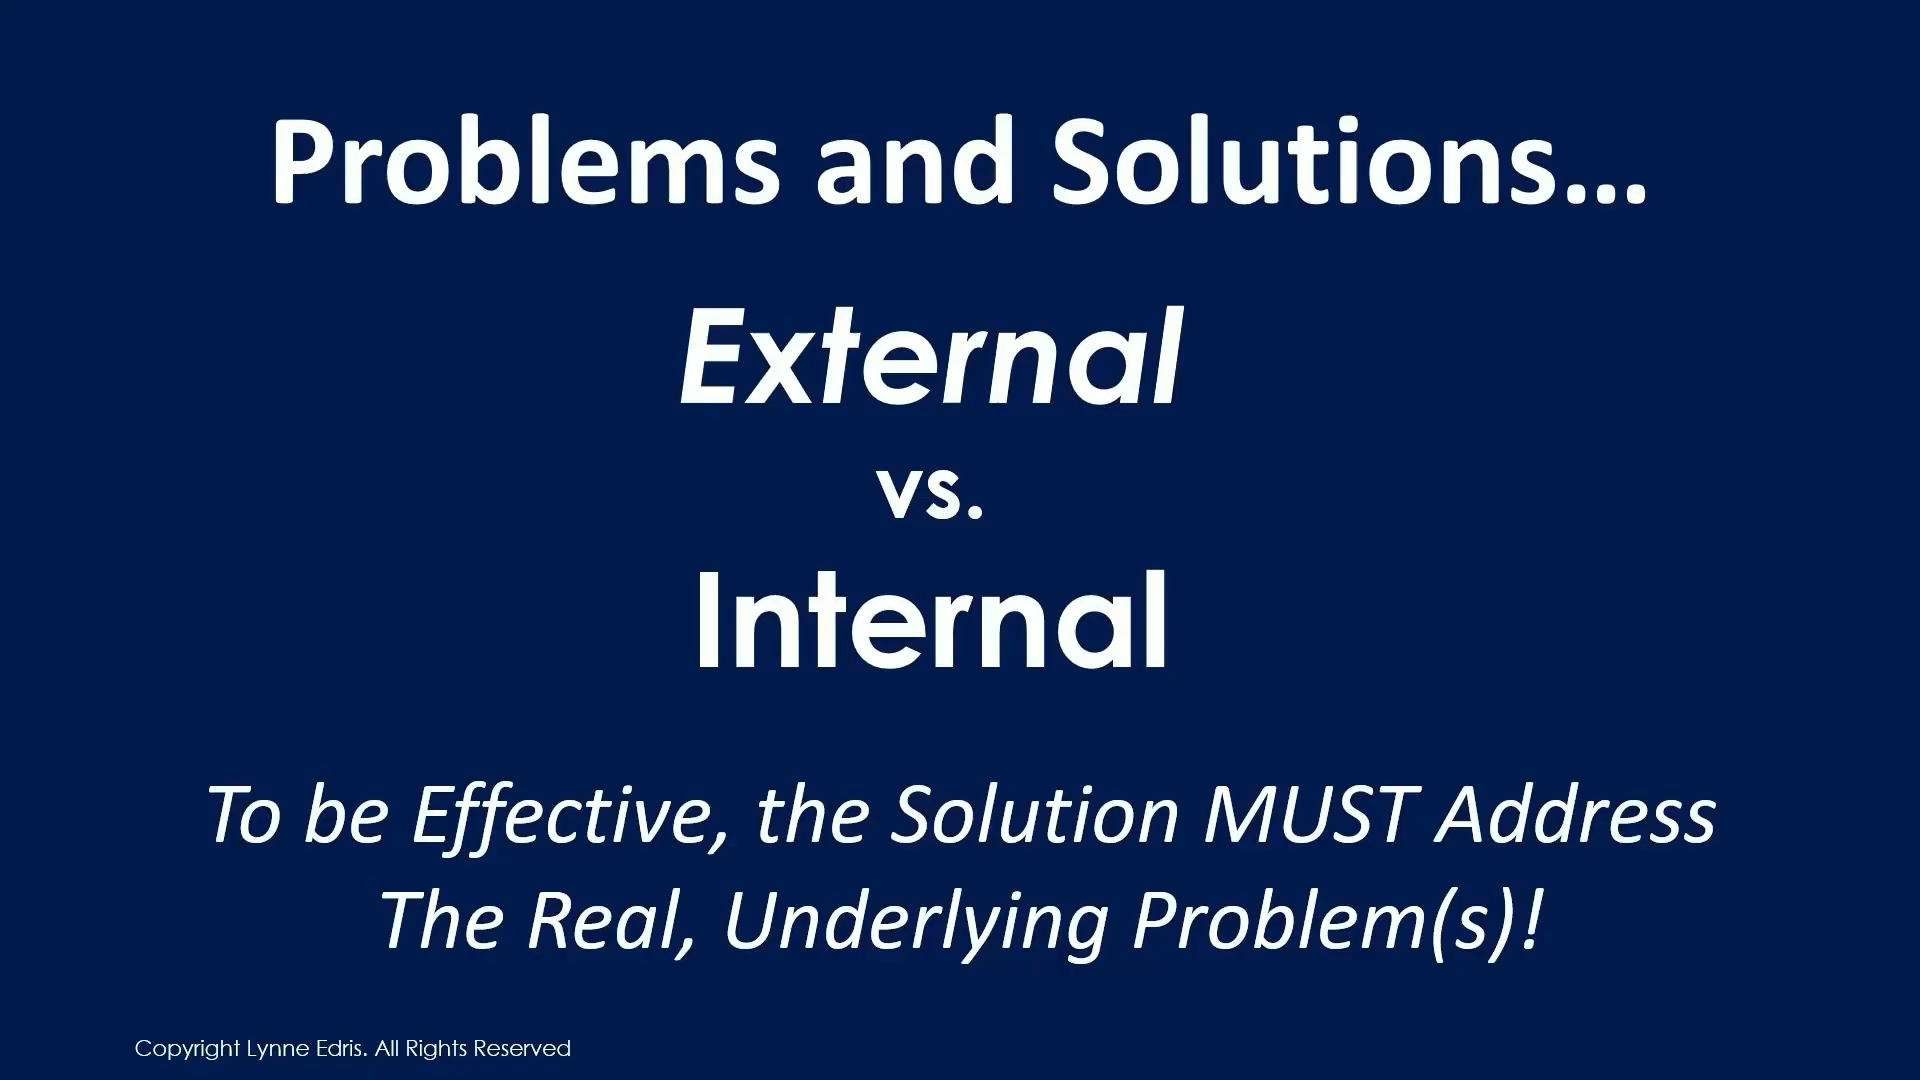 Problems and Solutions...
External
vs.
Internal
To be Effective, the Solution MUST Address
The Real, Underlying Problem(s)!
Copyright Lynne Edris. All Rights Reserved